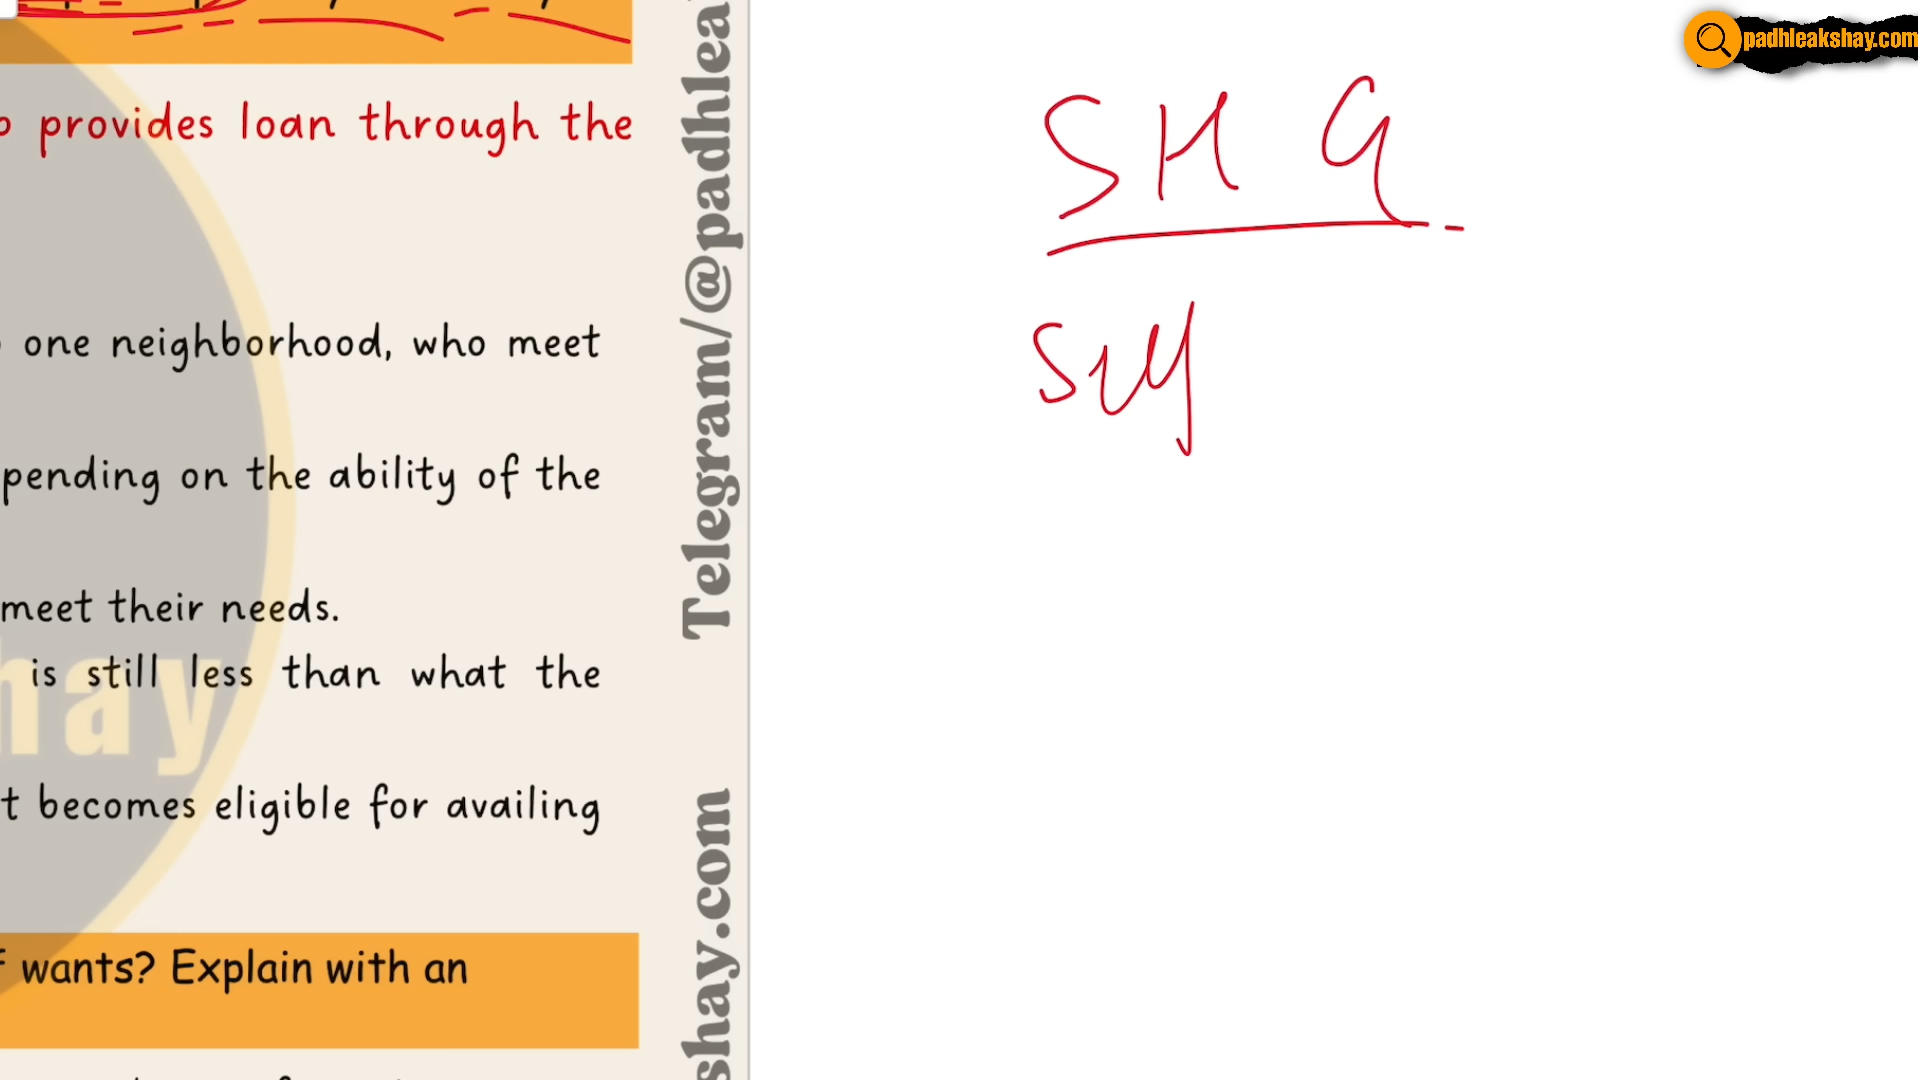 provides loan through the
one neighborhood, who meet
pending on the ability of the
meet their needs.
is still less than what the
t becomes eligible for availing
wants? Explain with an
hay
Telegram/@padhlea
shay.com
SHG
Self
padhleakshay.com